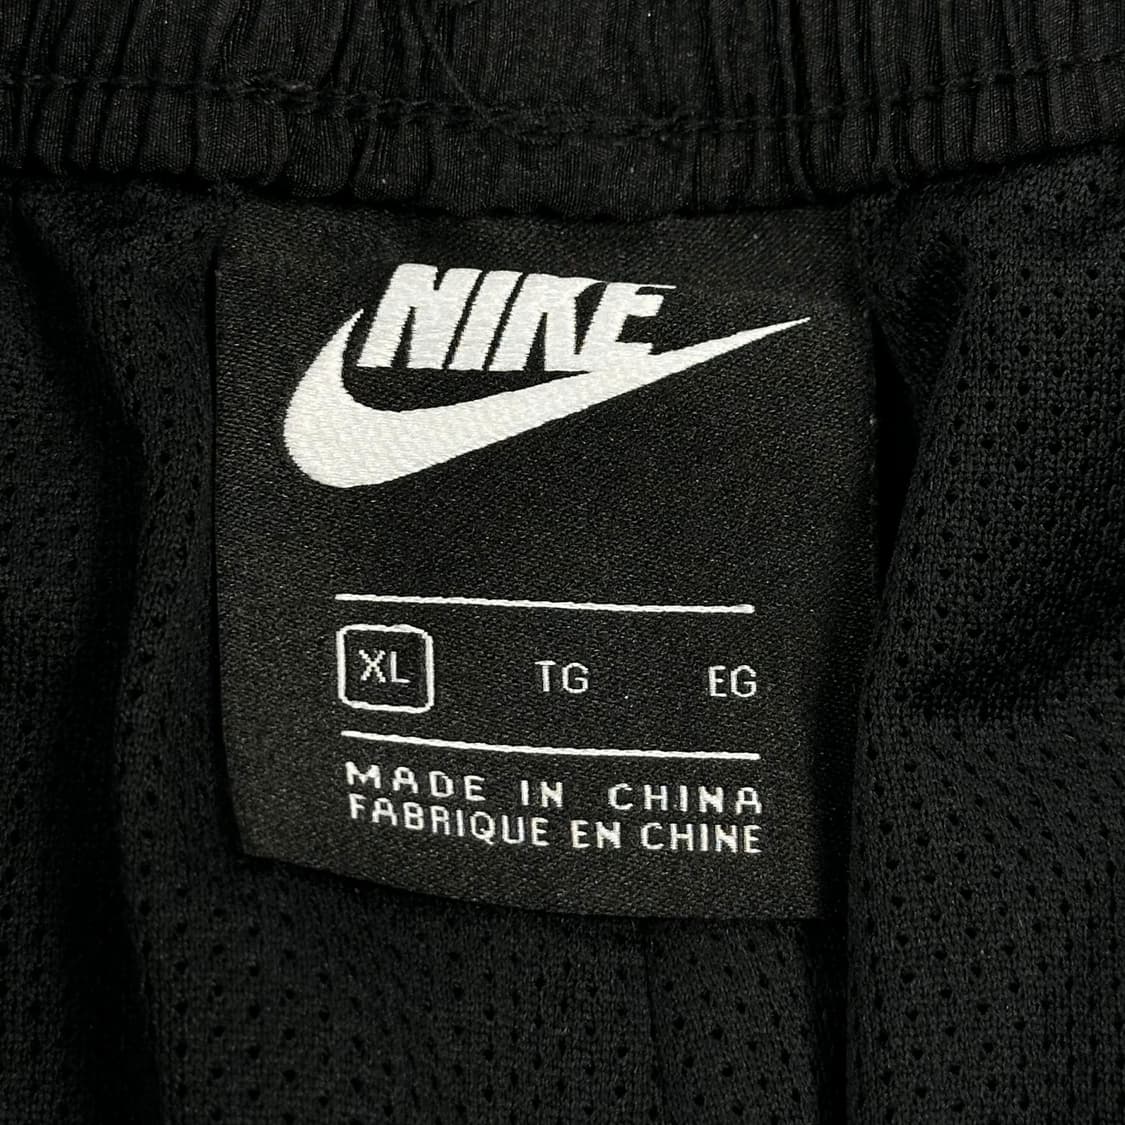 NIKE
XL TG EG
MADE IN CHINA
FABRIQUE EN CHINE